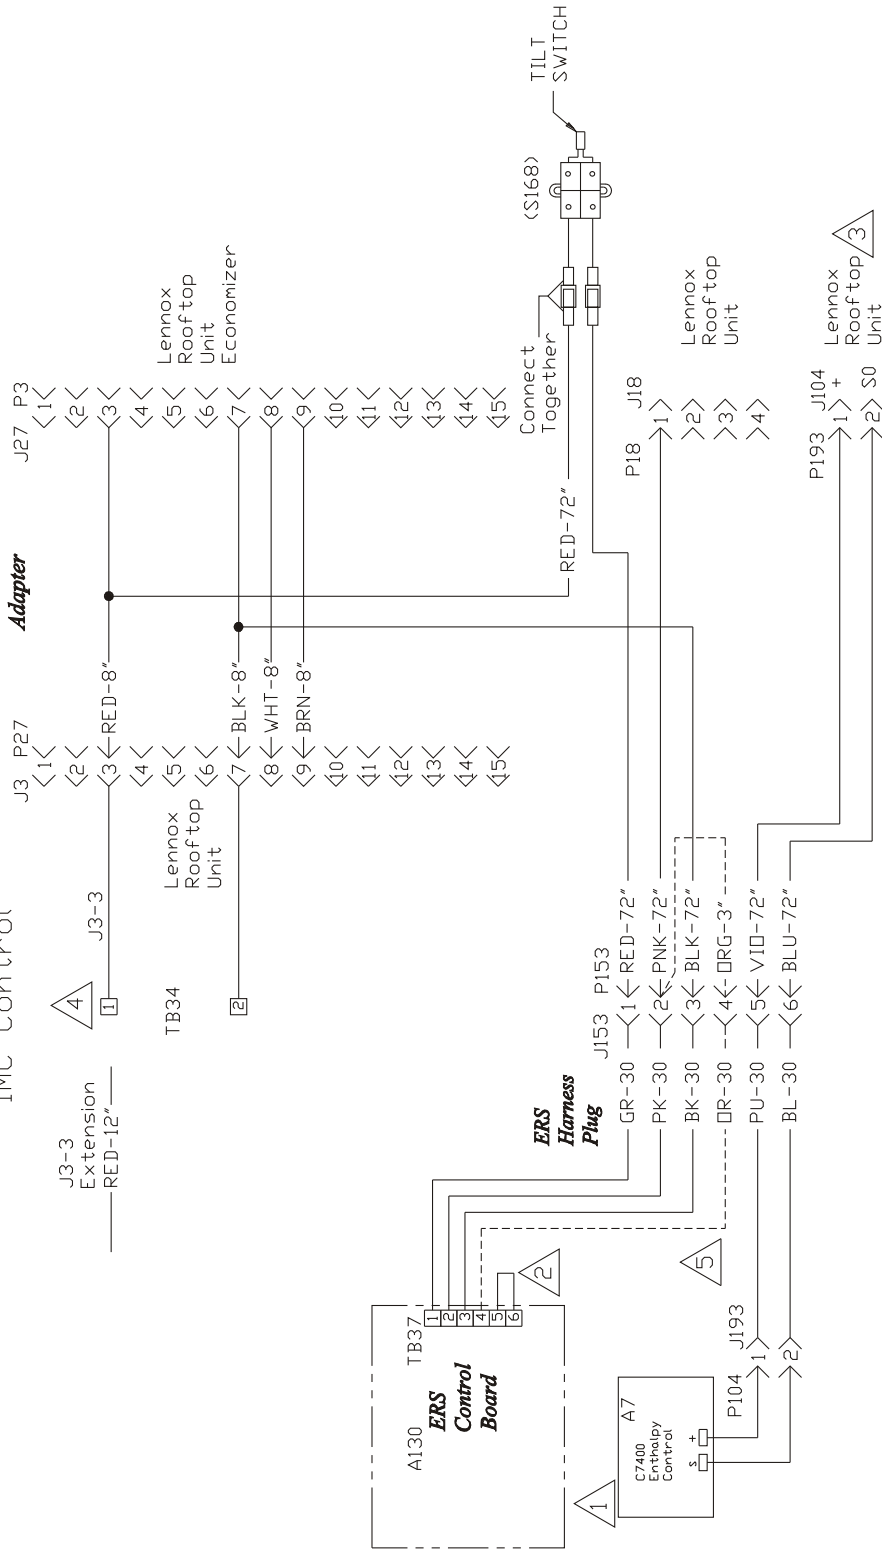 IMC Control
Adapter
J3-3
Extension
RED-12"
4
1
J3-3
TB34
2
J3 P27
1
2
3
4
5
6
7
8
9
10
11
12
13
14
15
Lennox
Rooftop
Unit
RED-8"
BLK-8"
WHT-8"
BRN-8"
J27 P3
1
2
3
4
5
6
7
8
9
10
11
12
13
14
15
Lennox
Rooftop
Unit
Economizer
Connect
Together
(S168)
TILT
SWITCH
RED-72"
P18 J18
1
2
3
4
Lennox
Rooftop
Unit
P193 J104
1 +
2 SO
Lennox
Rooftop
Unit
3
ERS
Harness
Plug
J153 P153
GR-30 1 RED-72"
PK-30 2 PNK-72"
BK-30 3 BLK-72"
OR-30 4 ORG-3"
PU-30 5 VIO-72"
BL-30 6 BLU-72"
A130
TB37
1
2
3
4
5
6
ERS
Control
Board
2
5
1
A7
C7400
Enthalpy
Control
S +
P104 J193
1
2